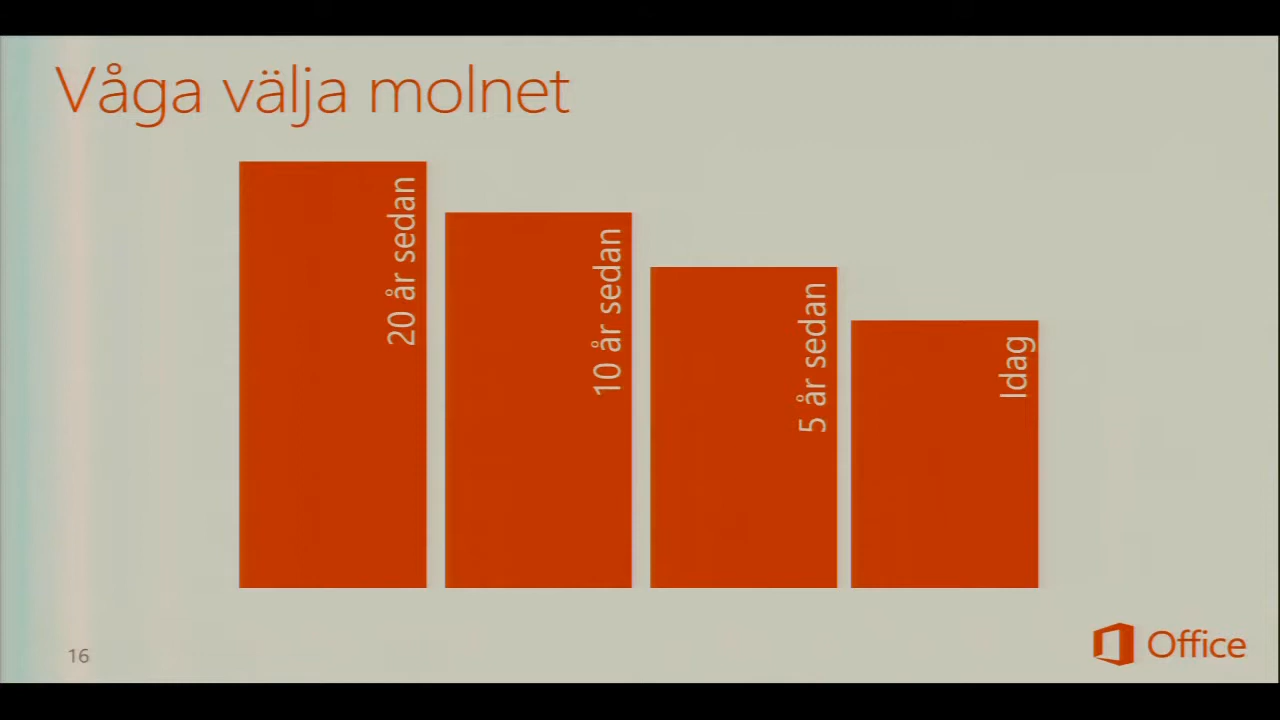 Våga välja molnet
20 år sedan
10 år sedan
5 år sedan
Idag
16
Office